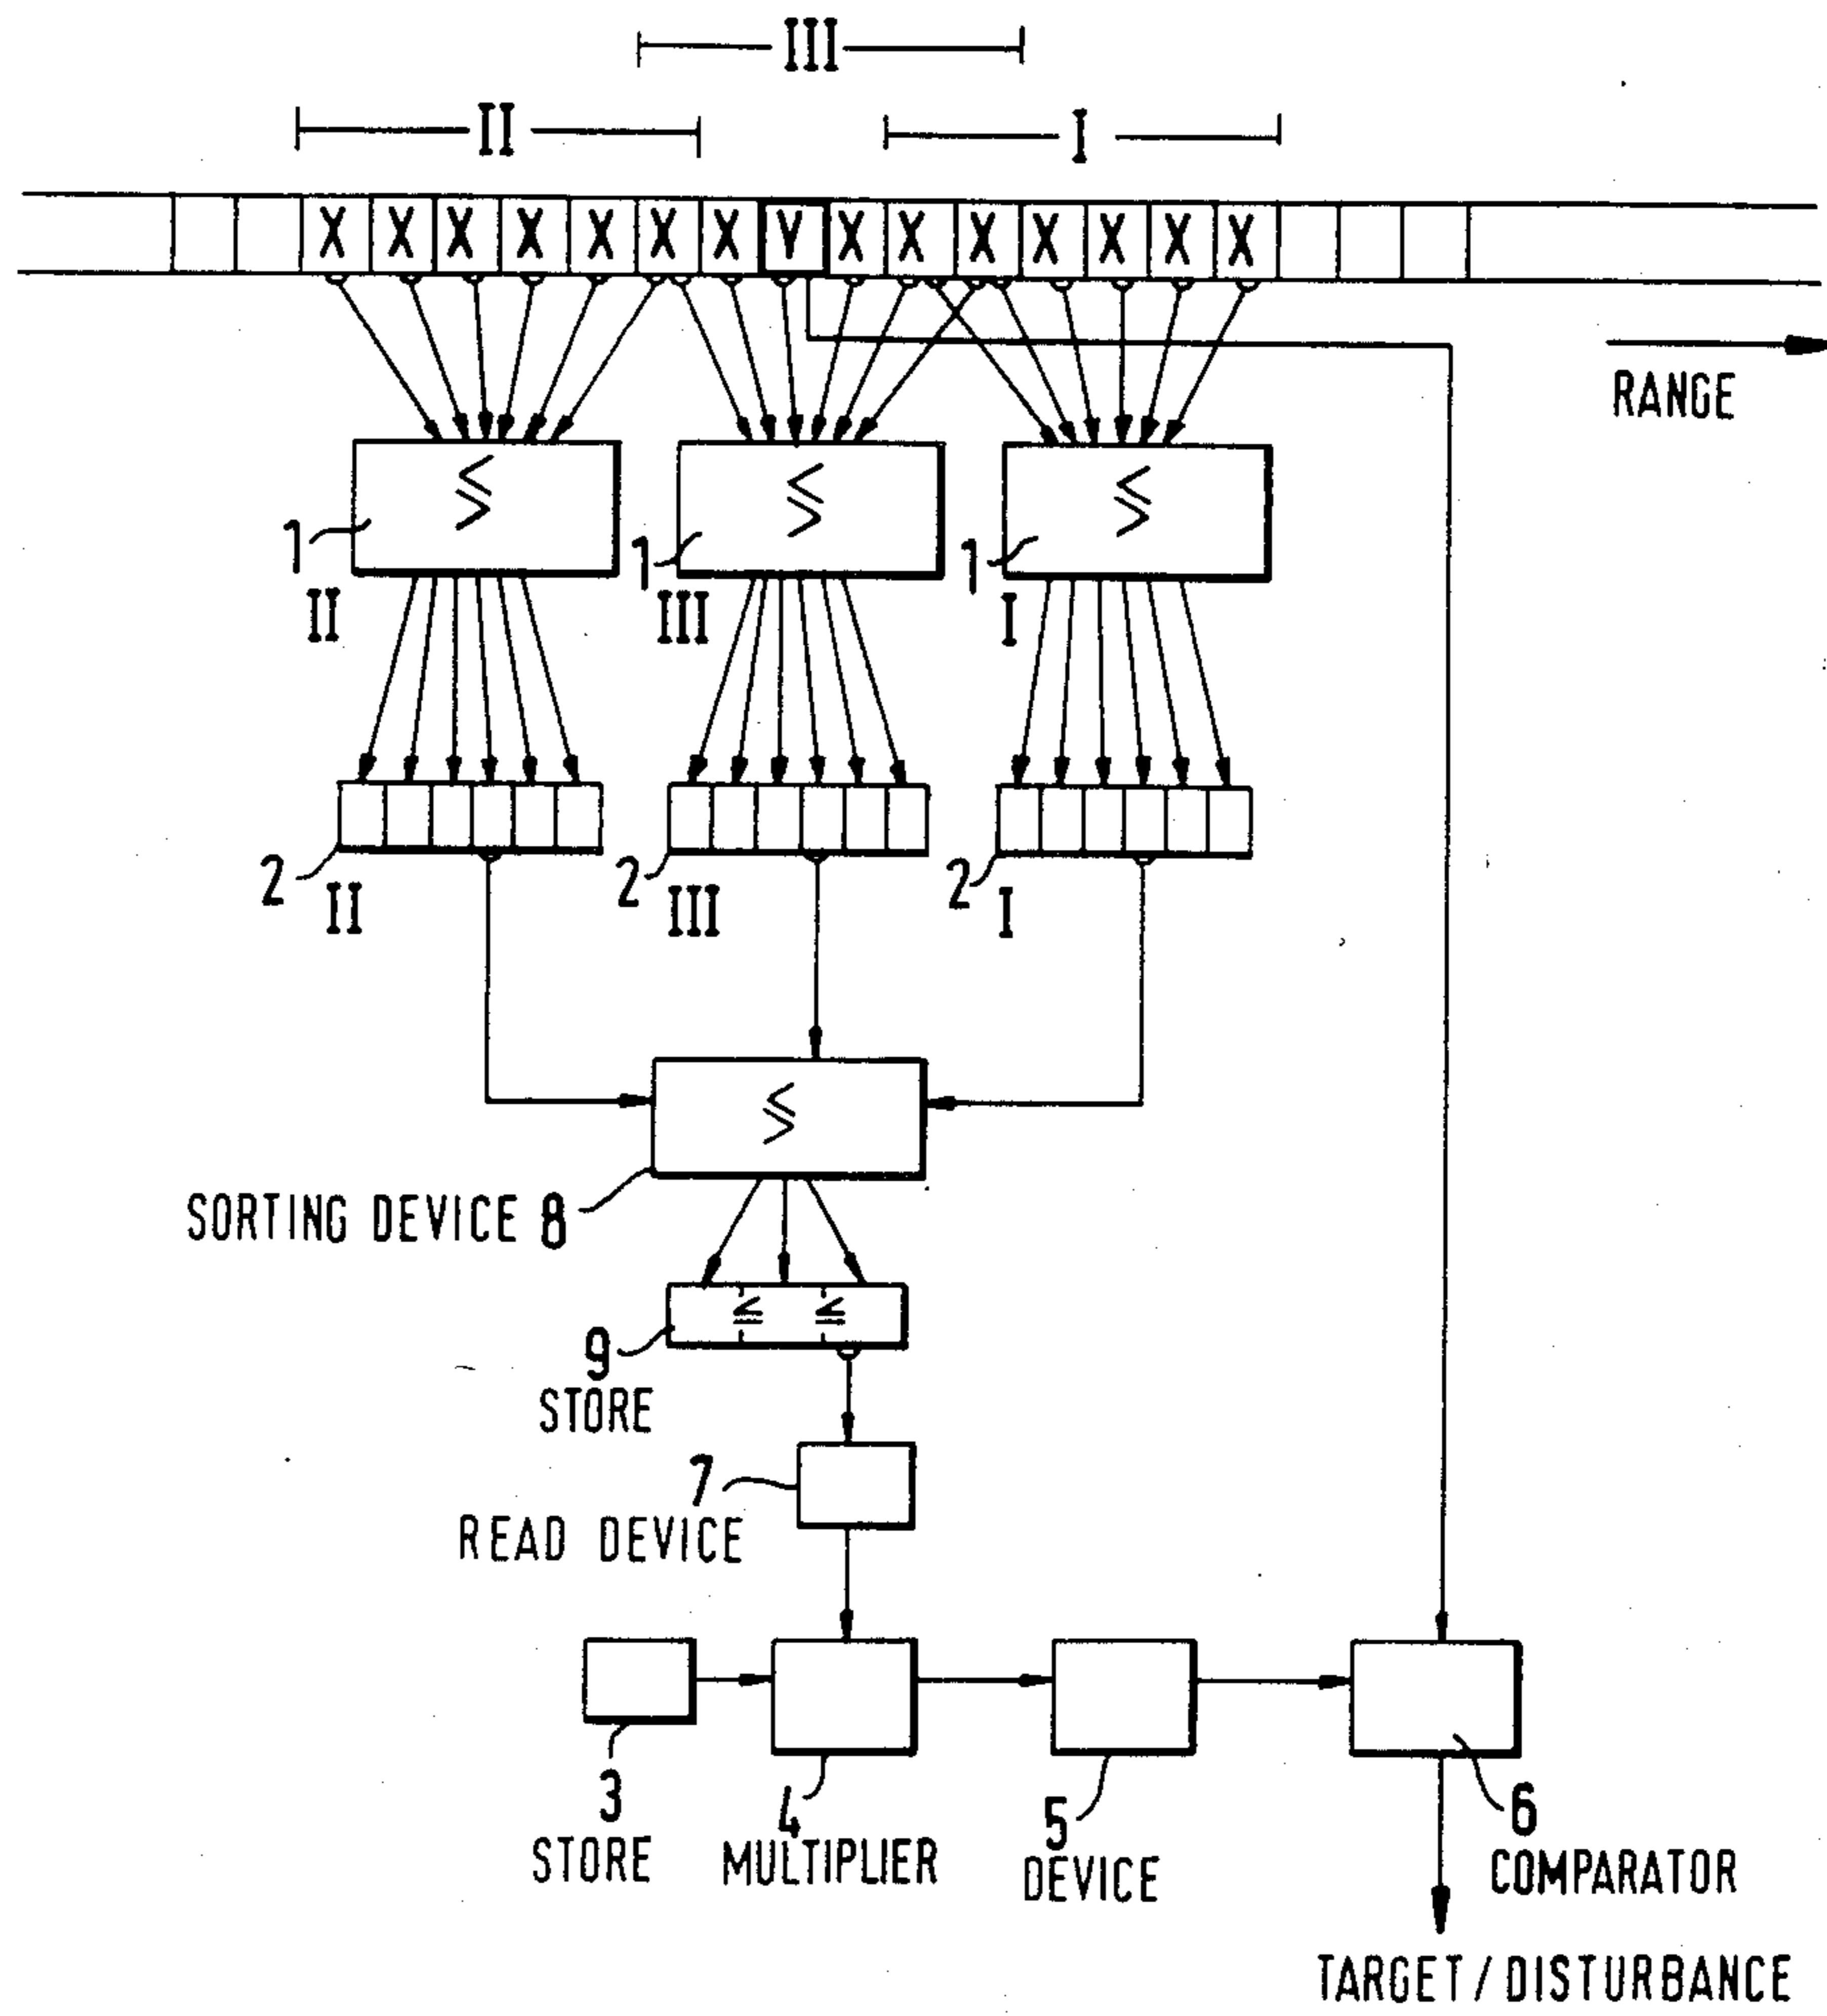 III
II I
X X X X X X X V X X X X X X X
RANGE
≶ ≶ ≶
1 1 1
II III I
2 2 2
II III I
≶
SORTING DEVICE 8
≤ ≤
9
STORE
7
READ DEVICE
3 4 5 6
STORE MULTIPLIER DEVICE COMPARATOR
TARGET / DISTURBANCE